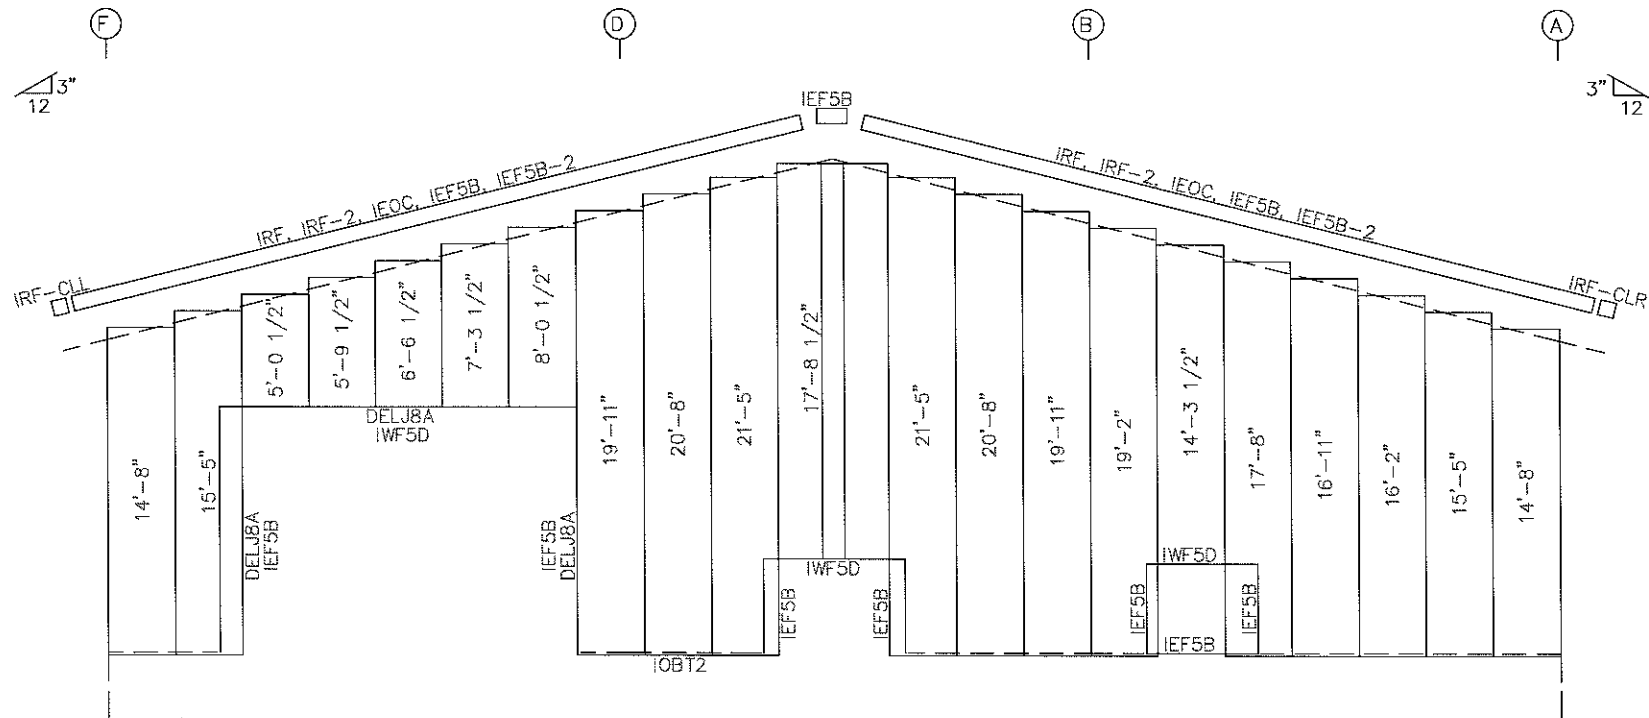 F
D
B
A
3"
12
3"
12
IEF5B
IRF, IRF-2, IEOC, IEF5B, IEF5B-2
IRF, IRF-2, IEOC, IEF5B, IEF5B-2
IRF-CLL
IRF-CLR
14'-8"
15'-5"
5'-0 1/2"
5'-9 1/2"
6'-6 1/2"
7'-3 1/2"
8'-0 1/2"
19'-11"
20'-8"
21'-5"
17'-8 1/2"
21'-5"
20'-8"
19'-11"
19'-2"
14'-3 1/2"
17'-8"
16'-11"
16'-2"
15'-5"
14'-8"
DELJ8A
IWF5D
DELJ8A
IEF5B
IEF5B
DELJ8A
IWF5D
IEF5B
IEF5B
IWF5D
IEF5B
IEF5B
IEF5B
IOBT2